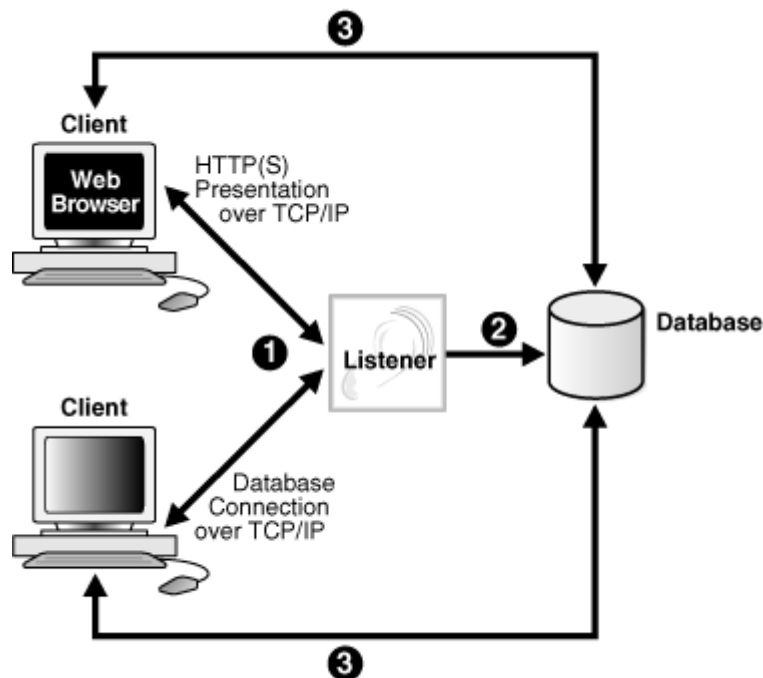 3
Client
Web
Browser
HTTP(S)
Presentation
over TCP/IP
1
Listener
2
Database
Client
Database
Connection
over TCP/IP
3